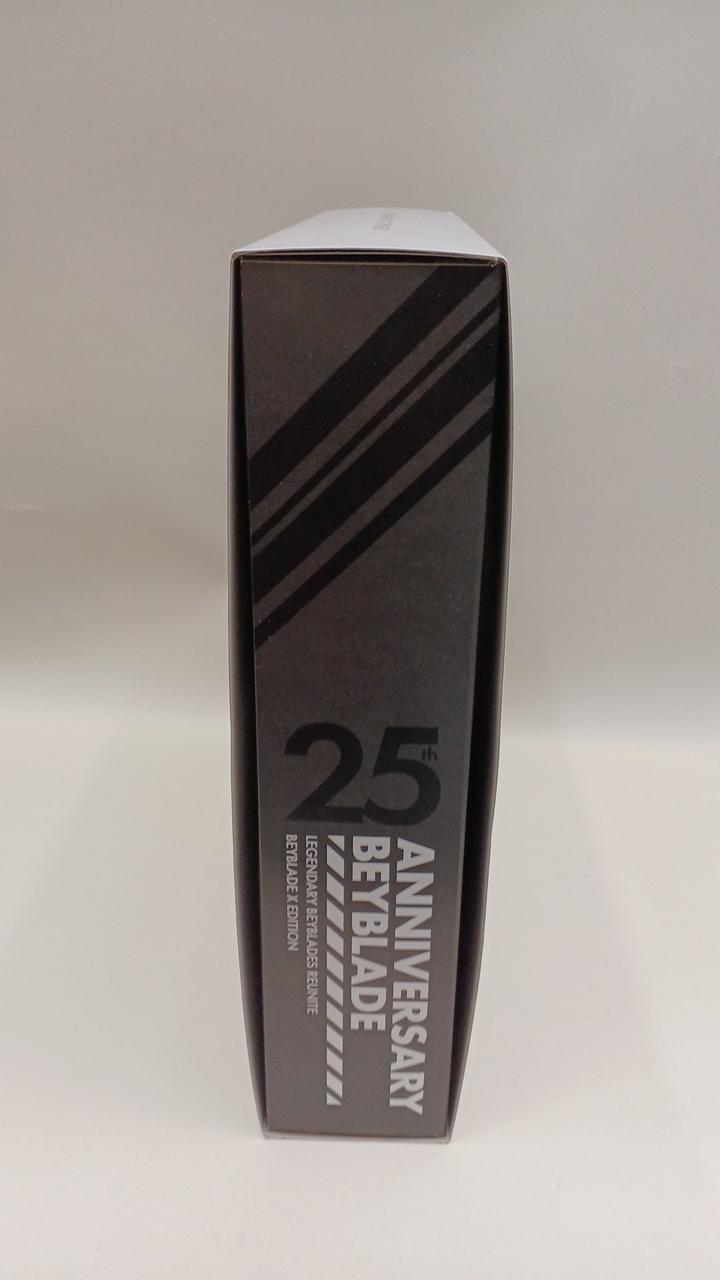 25th
ANNIVERSARY
BEYBLADE
LEGENDARY BEYBLADES REUNITE
BEYBLADE X EDITION